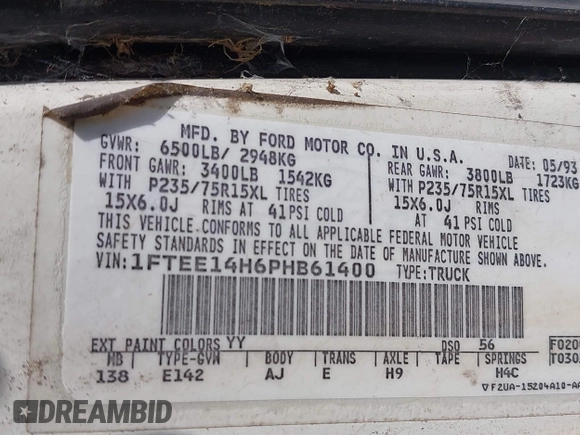 MFD. BY FORD MOTOR CO. IN U.S.A.
GVWR: 6500LB/ 2948KG DATE: 05/93
FRONT GAWR: 3400LB 1542KG REAR GAWR: 3800LB 1723KG
WITH P235/75R15XL TIRES WITH P235/75R15XL TIRES
15X6.0J RIMS AT 41 PSI COLD 15X6.0J RIMS AT 41 PSI COLD
THIS VEHICLE CONFORMS TO ALL APPLICABLE FEDERAL MOTOR VEHICLE
SAFETY STANDARDS IN EFFECT ON THE DATE OF MANUFACTURE SHOWN ABOVE
VIN: 1FTEE14H6PHB61400 TYPE: TRUCK
EXT PAINT COLORS YY DSO 56
WB TYPE-GVW BODY TRANS AXLE TAPE SPRINGS
138 E142 AJ E H9 H4C
F2UA-15204A10-AA
DREAMBID